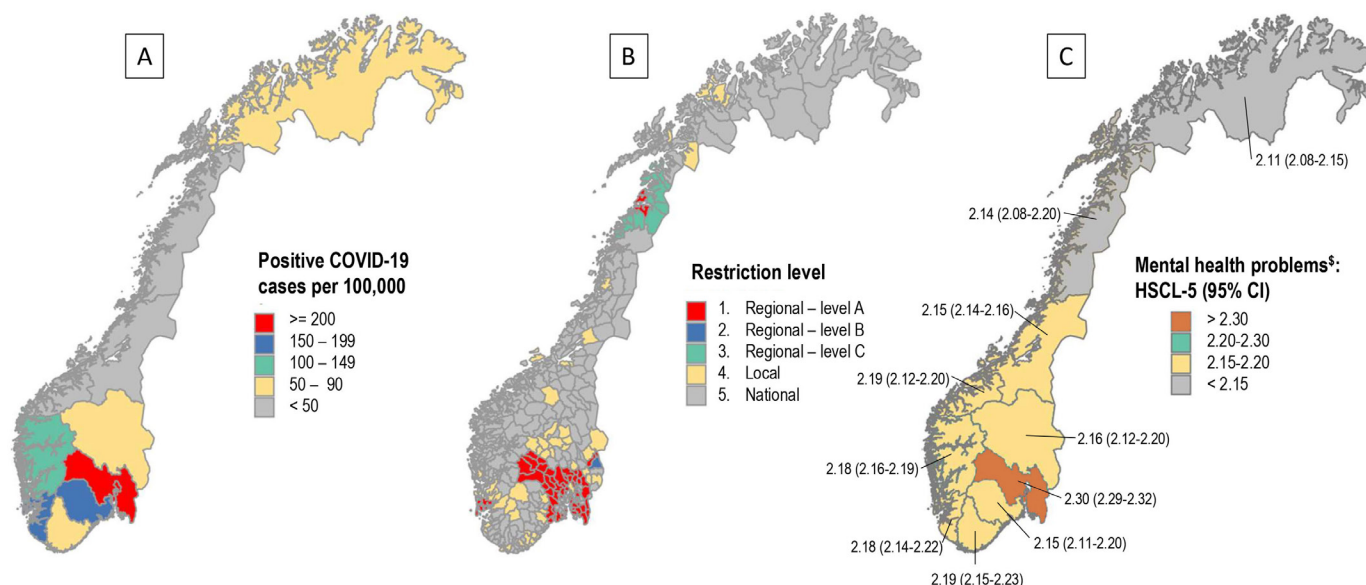 A
Positive COVID-19
cases per 100,000
>= 200
150 – 199
100 – 149
50 – 90
< 50
B
Restriction level
1. Regional – level A
2. Regional – level B
3. Regional – level C
4. Local
5. National
C
2.11 (2.08-2.15)
2.14 (2.08-2.20)
Mental health problems$:
HSCL-5 (95% CI)
> 2.30
2.20-2.30
2.15-2.20
< 2.15
2.15 (2.14-2.16)
2.19 (2.12-2.20)
2.16 (2.12-2.20)
2.18 (2.16-2.19)
2.30 (2.29-2.32)
2.18 (2.14-2.22)
2.15 (2.11-2.20)
2.19 (2.15-2.23)